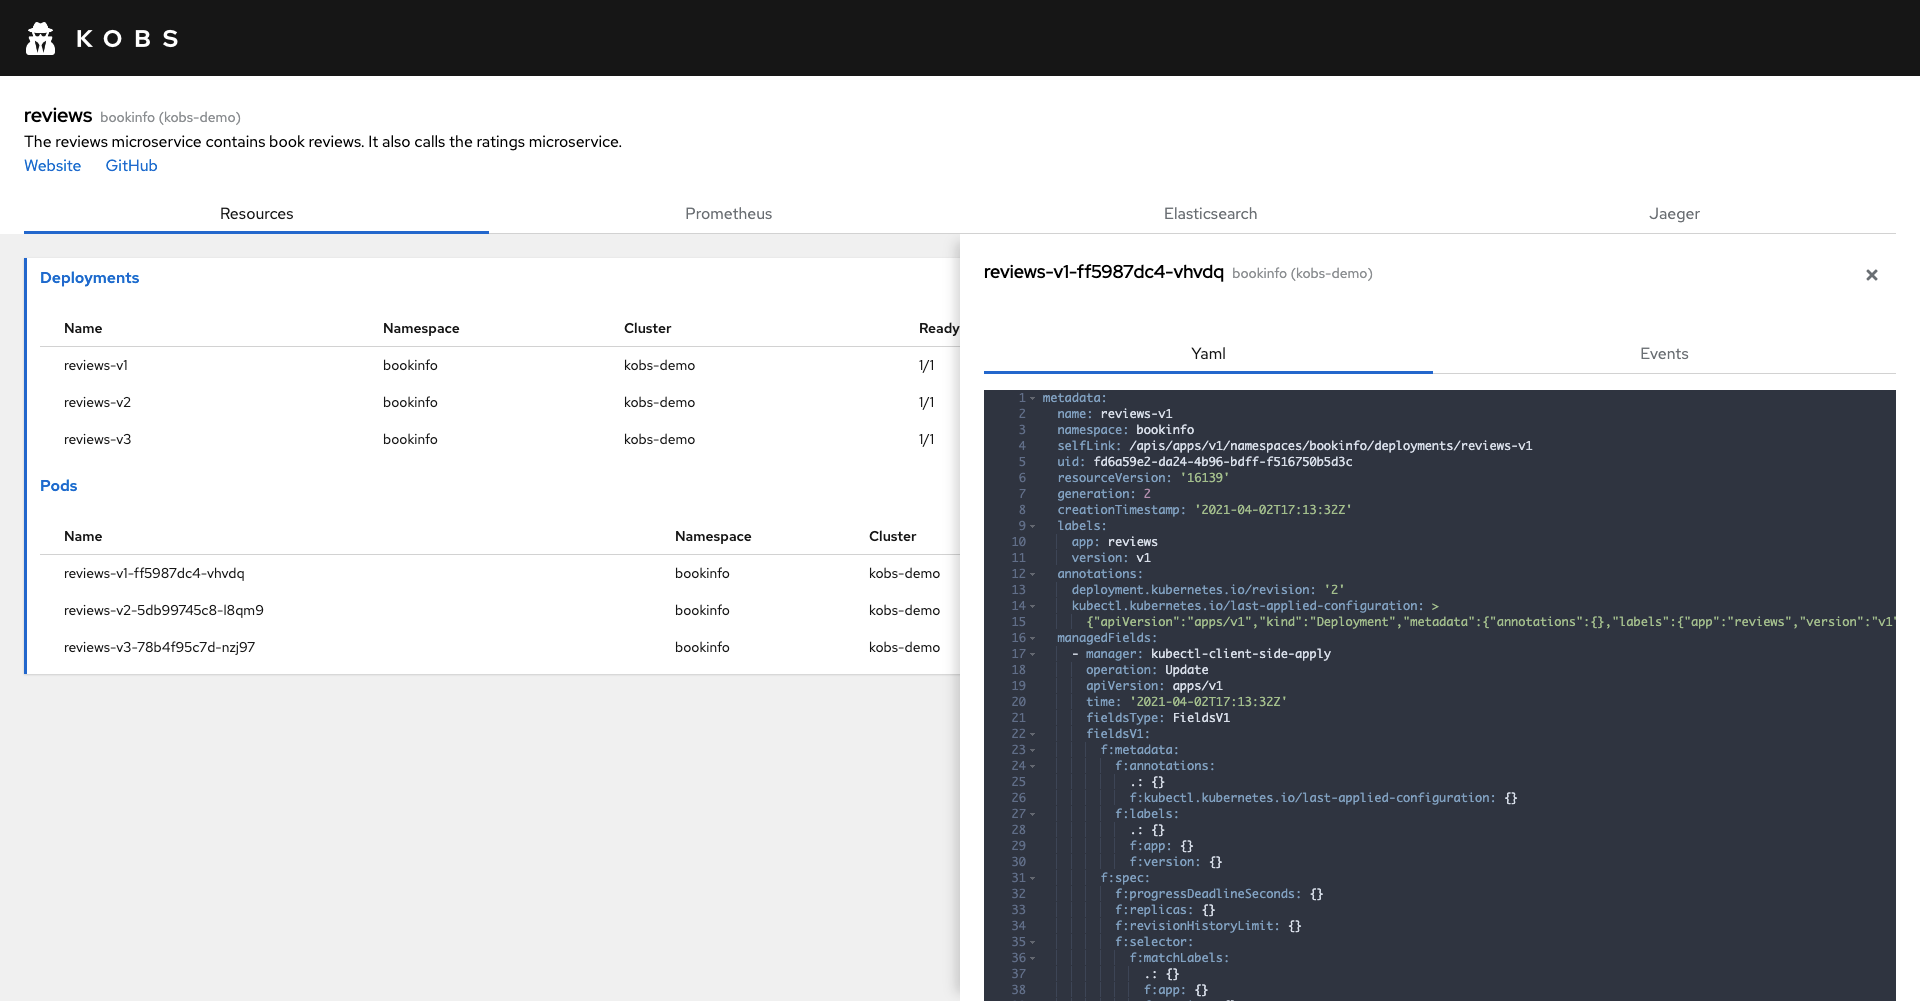 KOBS
reviews bookinfo (kobs-demo)
The reviews microservice contains book reviews. It also calls the ratings microservice.
Website GitHub
Resources Prometheus Elasticsearch Jaeger
Deployments
Name Namespace Cluster Ready
reviews-v1 bookinfo kobs-demo 1/1
reviews-v2 bookinfo kobs-demo 1/1
reviews-v3 bookinfo kobs-demo 1/1
Pods
Name Namespace Cluster
reviews-v1-ff5987dc4-vhvdq bookinfo kobs-demo
reviews-v2-5db99745c8-l8qm9 bookinfo kobs-demo
reviews-v3-78b4f95c7d-nzj97 bookinfo kobs-demo
reviews-v1-ff5987dc4-vhvdq bookinfo (kobs-demo)
Yaml Events
1 metadata:
2 name: reviews-v1
3 namespace: bookinfo
4 selfLink: /apis/apps/v1/namespaces/bookinfo/deployments/reviews-v1
5 uid: fd6a59e2-da24-4b96-bdff-f516750b5d3c
6 resourceVersion: '16139'
7 generation: 2
8 creationTimestamp: '2021-04-02T17:13:32Z'
9 labels:
10 app: reviews
11 version: v1
12 annotations:
13 deployment.kubernetes.io/revision: '2'
14 kubectl.kubernetes.io/last-applied-configuration: >
15 {"apiVersion":"apps/v1","kind":"Deployment","metadata":{"annotations":{},"labels":{"app":"reviews","version":"v1"
16 managedFields:
17 - manager: kubectl-client-side-apply
18 operation: Update
19 apiVersion: apps/v1
20 time: '2021-04-02T17:13:32Z'
21 fieldsType: FieldsV1
22 fieldsV1:
23 f:metadata:
24 f:annotations:
25 .: {}
26 f:kubectl.kubernetes.io/last-applied-configuration: {}
27 f:labels:
28 .: {}
29 f:app: {}
30 f:version: {}
31 f:spec:
32 f:progressDeadlineSeconds: {}
33 f:replicas: {}
34 f:revisionHistoryLimit: {}
35 f:selector:
36 f:matchLabels:
37 .: {}
38 f:app: {}